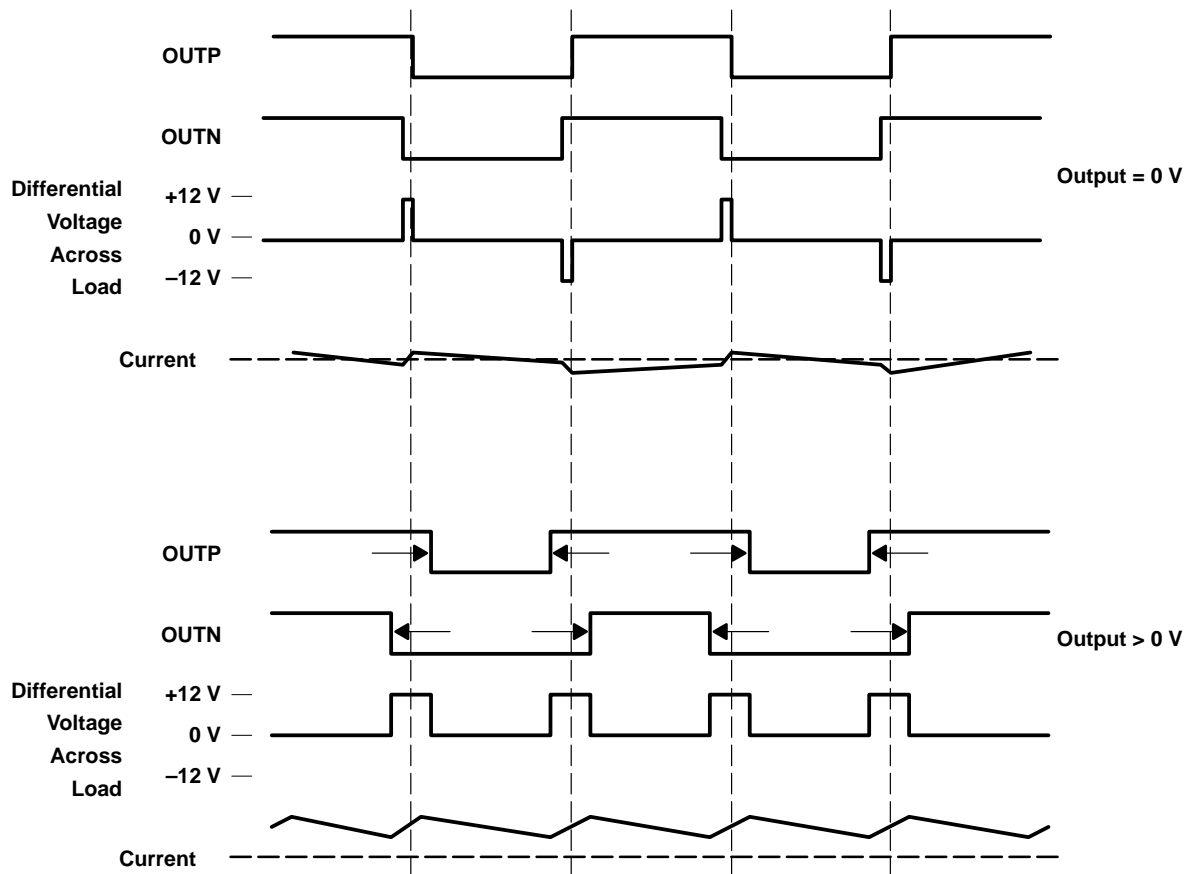 OUTP
OUTN
Output = 0 V
Differential
Voltage
Across
Load
+12 V
0 V
–12 V
Current
OUTP
OUTN
Output > 0 V
Differential
Voltage
Across
Load
+12 V
0 V
–12 V
Current